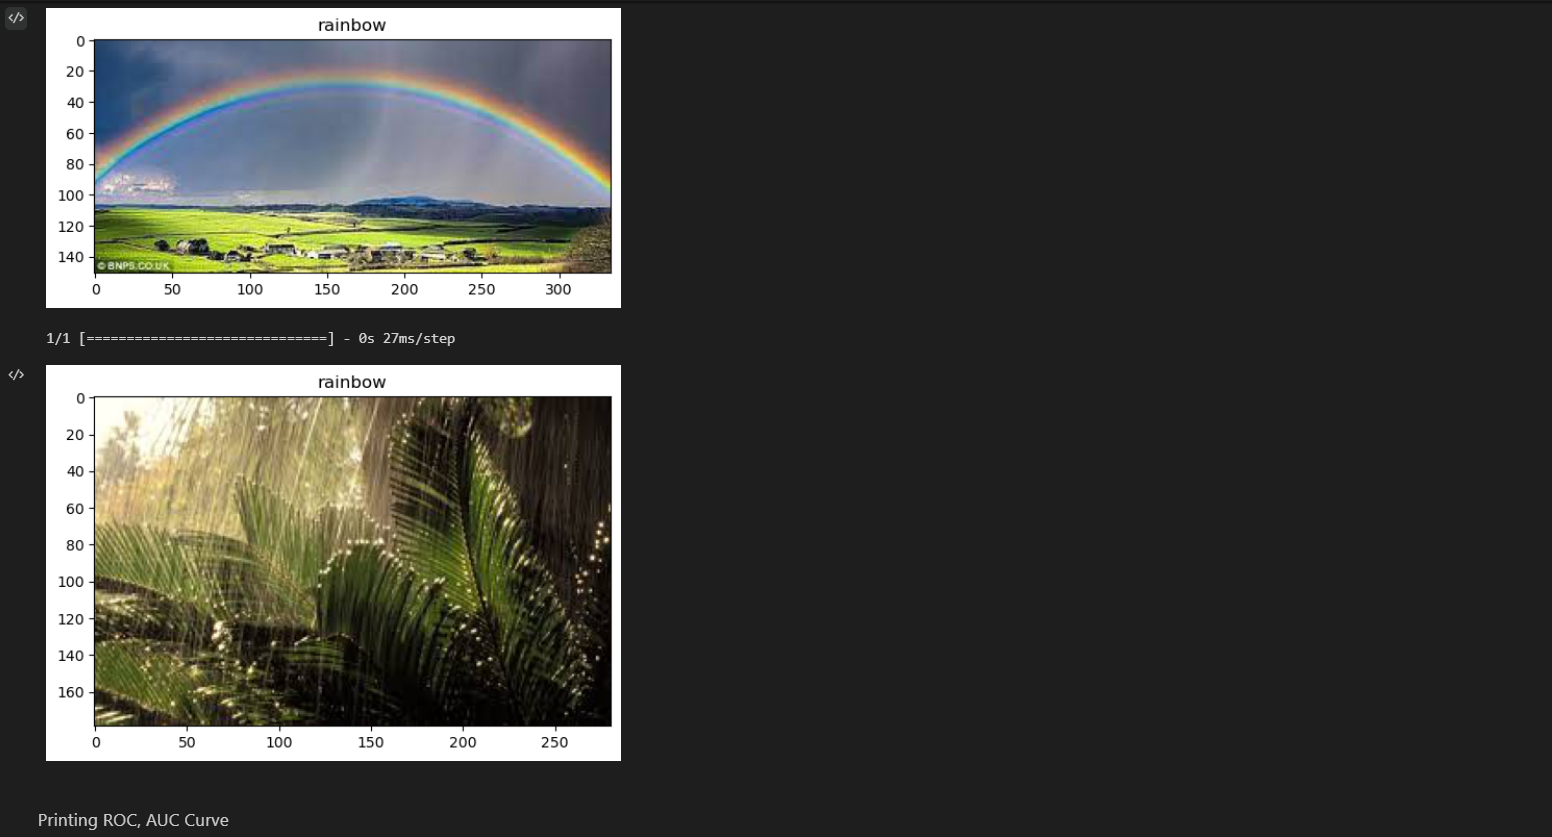 </>
rainbow
0
20
40
60
80
100
120
140
© BNPS.CO.UK
0 50 100 150 200 250 300
1/1 [==============================] - 0s 27ms/step
</>
rainbow
0
20
40
60
80
100
120
140
160
0 50 100 150 200 250
Printing ROC, AUC Curve